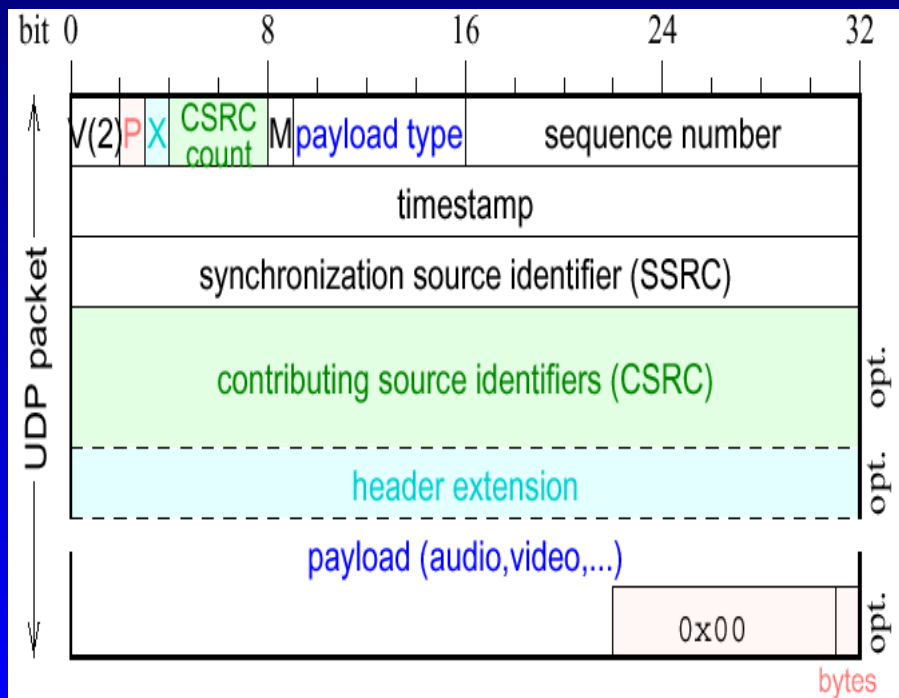 bit 0 8 16 24 32
V(2) P X CSRC count M payload type sequence number
timestamp
synchronization source identifier (SSRC)
contributing source identifiers (CSRC) opt.
header extension opt.
payload (audio,video,...)
0x00 opt.
bytes
UDP packet